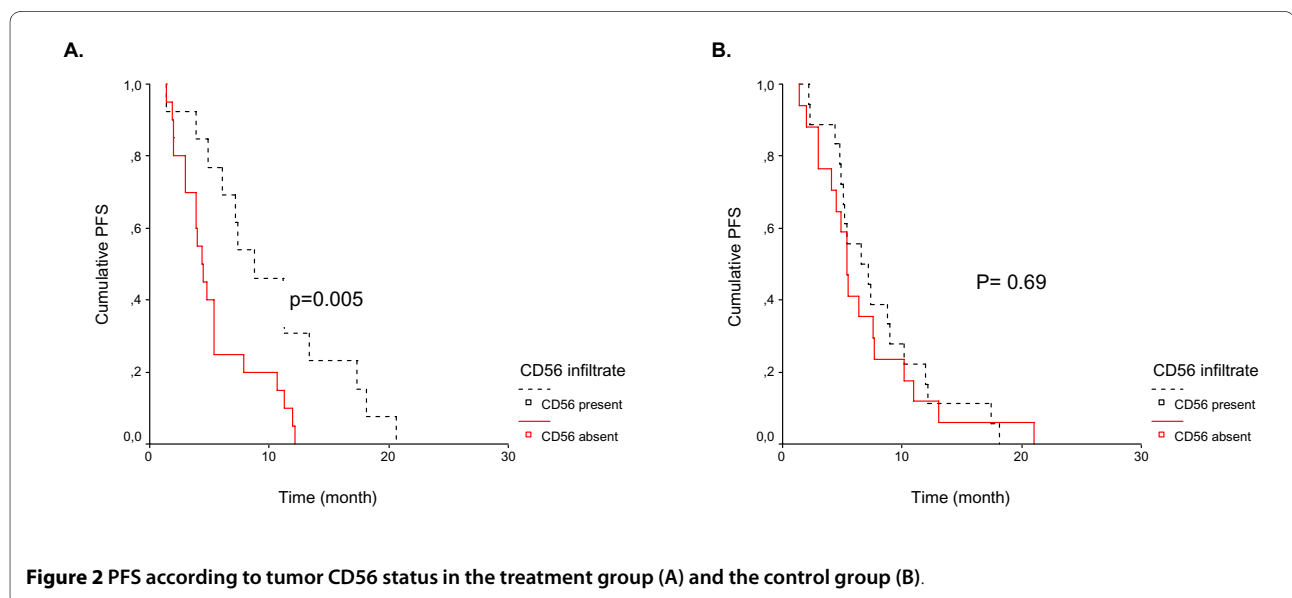 A.
Cumulative PFS
1,0
,8
,6
,4
,2
0,0
0
10
20
30
Time (month)
p=0.005
CD56 infiltrate
CD56 present
CD56 absent
B.
Cumulative PFS
1,0
,8
,6
,4
,2
0,0
0
10
20
30
Time (month)
P= 0.69
CD56 infiltrate
CD56 present
CD56 absent
Figure 2 PFS according to tumor CD56 status in the treatment group (A) and the control group (B).